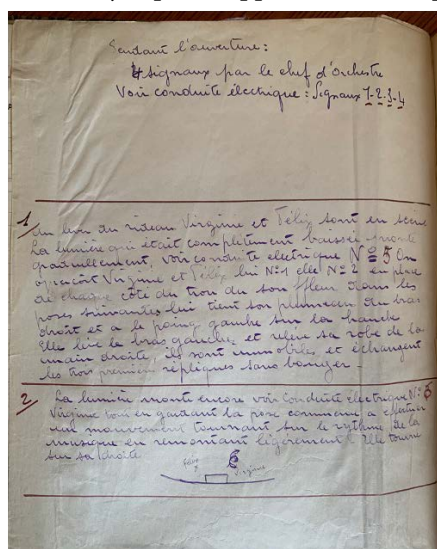 Pendant l'ouverture :
4 signaux par le chef d'orchestre
Voir conduite électrique : Signaux 1-2-3-4
1/ Au lever du rideau Virginie et Félix sont en scène
La lumière qui était complètement baissée monte
graduellement, voir conduite electrique N° 5 On
aperçoit Virginie et Félix lui N°1 elle N° 2 en place
de chaque côté du trou du souffleur dans les
poses suivantes lui tient son plumeau du bras
droit et a le poing gauche sur la hanche
Elle lève le bras gauche et relève sa robe de la
main droite, ils sont immobiles et échangent
les trois premières répliques sans bouger -
2/ La lumière monte encore voir Conduite électrique N° 6
Virginie tout en gardant la pose commence a effectuer
un mouvement tournant sur le rythme de la
musique en remontant légèrement Elle tourne
sur sa droite
Félix
Virginie